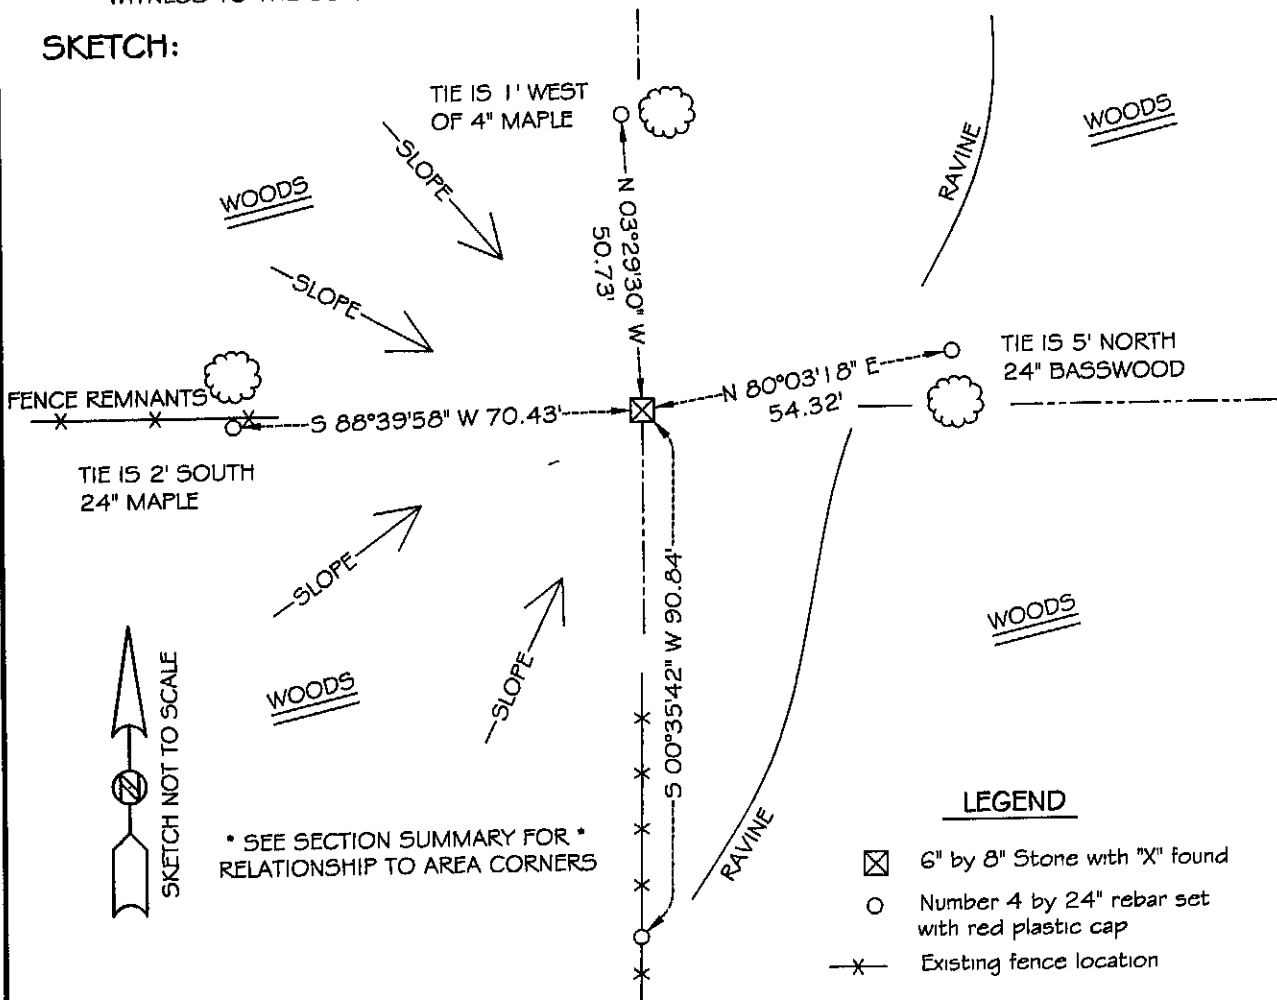 SKETCH:
TIE IS 1' WEST
OF 4" MAPLE
WOODS
RAVINE
SLOPE
WOODS
N 03°29'30" W
50.73'
SLOPE
TIE IS 5' NORTH
24" BASSWOOD
N 80°03'18" E
54.32'
FENCE REMNANTS
S 88°39'58" W 70.43'
TIE IS 2' SOUTH
24" MAPLE
SLOPE
S 00°35'42" W 90.84'
WOODS
SLOPE
WOODS
N
SKETCH NOT TO SCALE
* SEE SECTION SUMMARY FOR *
RELATIONSHIP TO AREA CORNERS
RAVINE
LEGEND
6" by 8" Stone with "X" found
Number 4 by 24" rebar set
with red plastic cap
Existing fence location